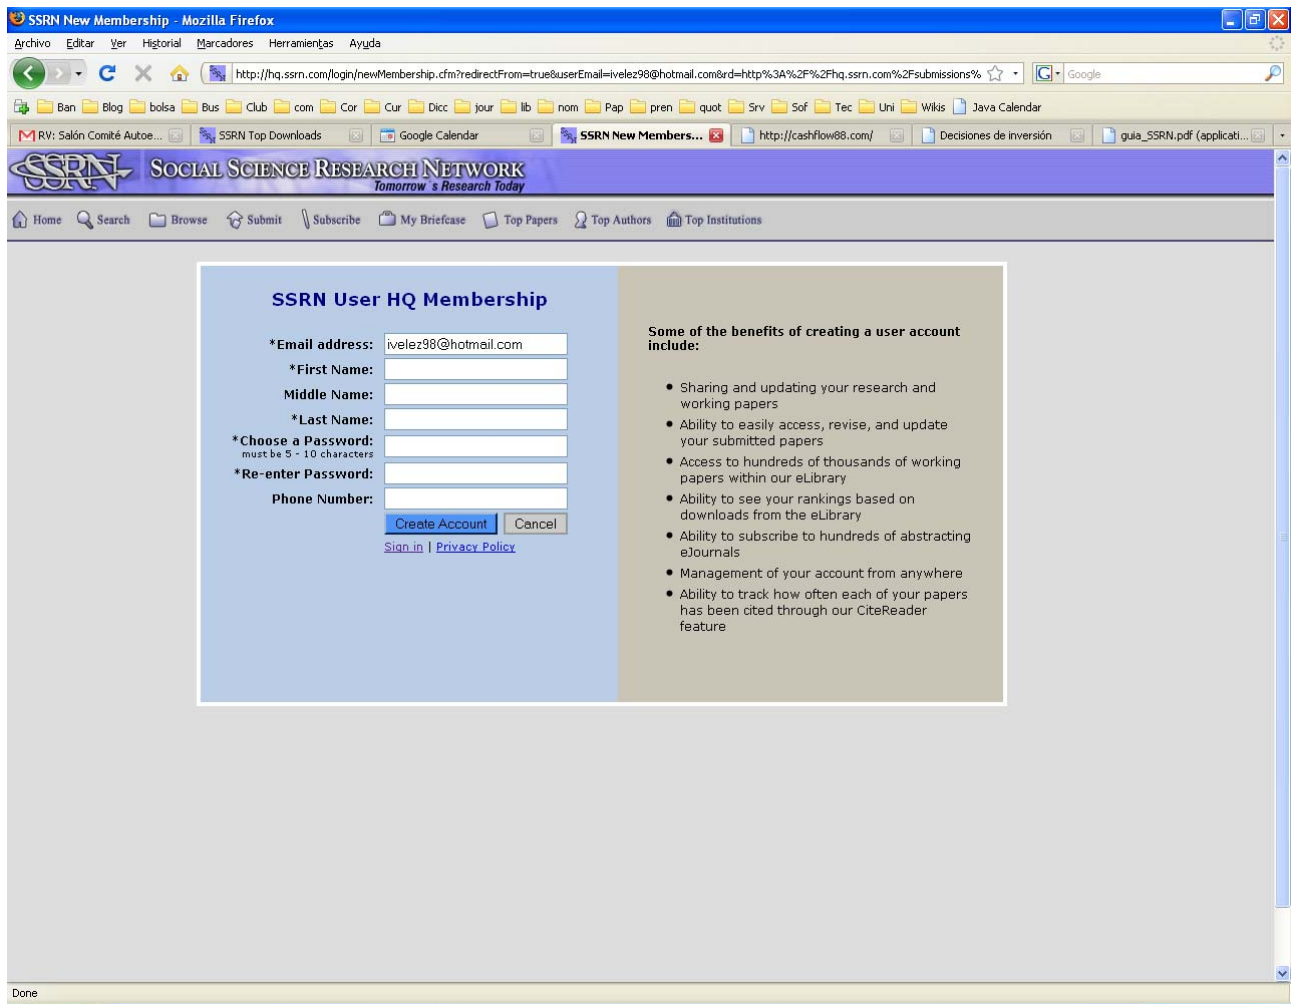 SSRN New Membership - Mozilla Firefox
Archivo Editar Ver Historial Marcadores Herramientas Ayuda
http://hq.ssrn.com/login/newMembership.cfm?redirectFrom=true&userEmail=ivelez98@hotmail.com&rd=http%3A%2F%2Fhq.ssrn.com%2Fsubmissions% Google
Ban Blog bolsa Bus Club com Cor Cur Dicc jour lib nom Pap pren quot Srv Sof Tec Uni Wikis Java Calendar
RV: Salón Comité Autoe... SSRN Top Downloads Google Calendar SSRN New Members... http://cashflow88.com/ Decisiones de inversión guia_SSRN.pdf (applicati...
SSRN SOCIAL SCIENCE RESEARCH NETWORK
Tomorrow's Research Today
Home Search Browse Submit Subscribe My Briefcase Top Papers Top Authors Top Institutions
SSRN User HQ Membership
*Email address: ivelez98@hotmail.com
*First Name:
Middle Name:
*Last Name:
*Choose a Password:
must be 5 - 10 characters
*Re-enter Password:
Phone Number:
Create Account Cancel
Sign in | Privacy Policy
Some of the benefits of creating a user account
include:
Sharing and updating your research and
working papers
Ability to easily access, revise, and update
your submitted papers
Access to hundreds of thousands of working
papers within our eLibrary
Ability to see your rankings based on
downloads from the eLibrary
Ability to subscribe to hundreds of abstracting
eJournals
Management of your account from anywhere
Ability to track how often each of your papers
has been cited through our CiteReader
feature
Done